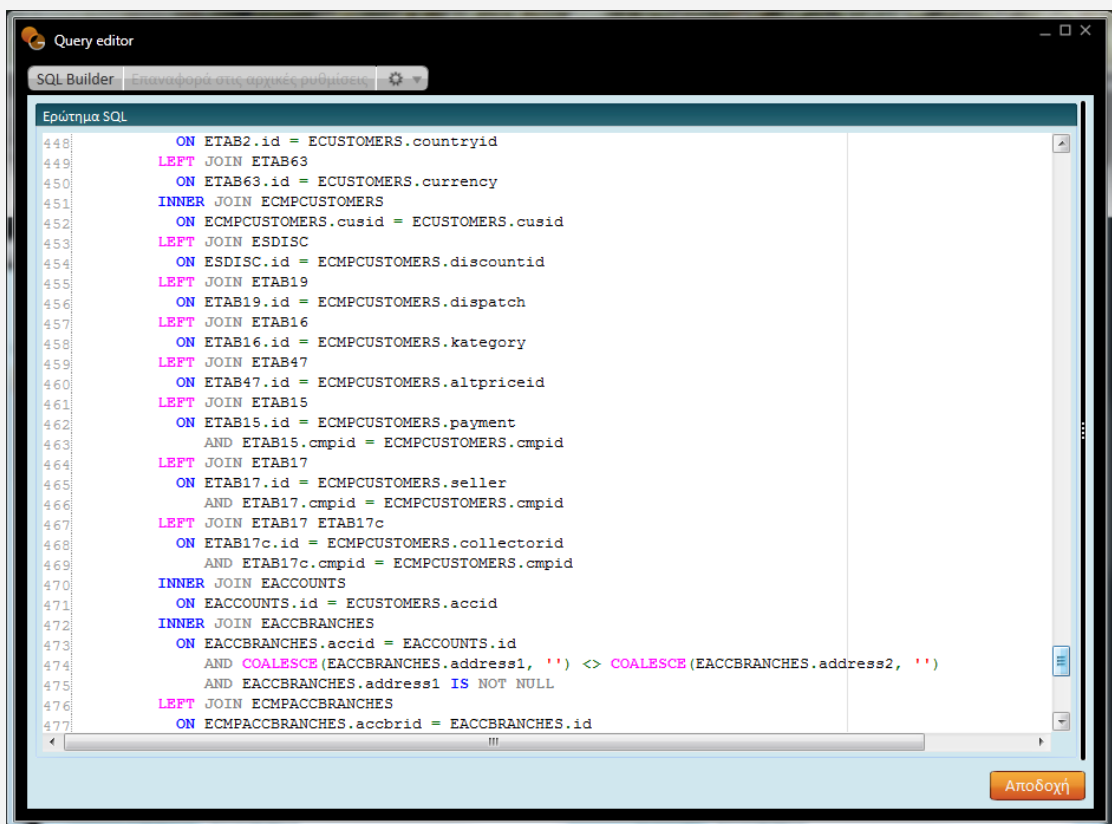 Query editor
SQL Builder Επαναφορά στις αρχικές ρυθμίσεις
Ερώτημα SQL
448 ON ETAB2.id = ECUSTOMERS.countryid
449 LEFT JOIN ETAB63
450 ON ETAB63.id = ECUSTOMERS.currency
451 INNER JOIN ECMPCUSTOMERS
452 ON ECMPCUSTOMERS.cusid = ECUSTOMERS.cusid
453 LEFT JOIN ESDISC
454 ON ESDISC.id = ECMPCUSTOMERS.discountid
455 LEFT JOIN ETAB19
456 ON ETAB19.id = ECMPCUSTOMERS.dispatch
457 LEFT JOIN ETAB16
458 ON ETAB16.id = ECMPCUSTOMERS.kategory
459 LEFT JOIN ETAB47
460 ON ETAB47.id = ECMPCUSTOMERS.altpriceid
461 LEFT JOIN ETAB15
462 ON ETAB15.id = ECMPCUSTOMERS.payment
463 AND ETAB15.cmpid = ECMPCUSTOMERS.cmpid
464 LEFT JOIN ETAB17
465 ON ETAB17.id = ECMPCUSTOMERS.seller
466 AND ETAB17.cmpid = ECMPCUSTOMERS.cmpid
467 LEFT JOIN ETAB17 ETAB17c
468 ON ETAB17c.id = ECMPCUSTOMERS.collectorid
469 AND ETAB17c.cmpid = ECMPCUSTOMERS.cmpid
470 INNER JOIN EACCOUNTS
471 ON EACCOUNTS.id = ECUSTOMERS.accid
472 INNER JOIN EACCBRANCHES
473 ON EACCBRANCHES.accid = EACCOUNTS.id
474 AND COALESCE(EACCBRANCHES.address1, '') <> COALESCE(EACCBRANCHES.address2, '')
475 AND EACCBRANCHES.address1 IS NOT NULL
476 LEFT JOIN ECMPACCBRANCHES
477 ON ECMPACCBRANCHES.accbrid = EACCBRANCHES.id
Αποδοχή